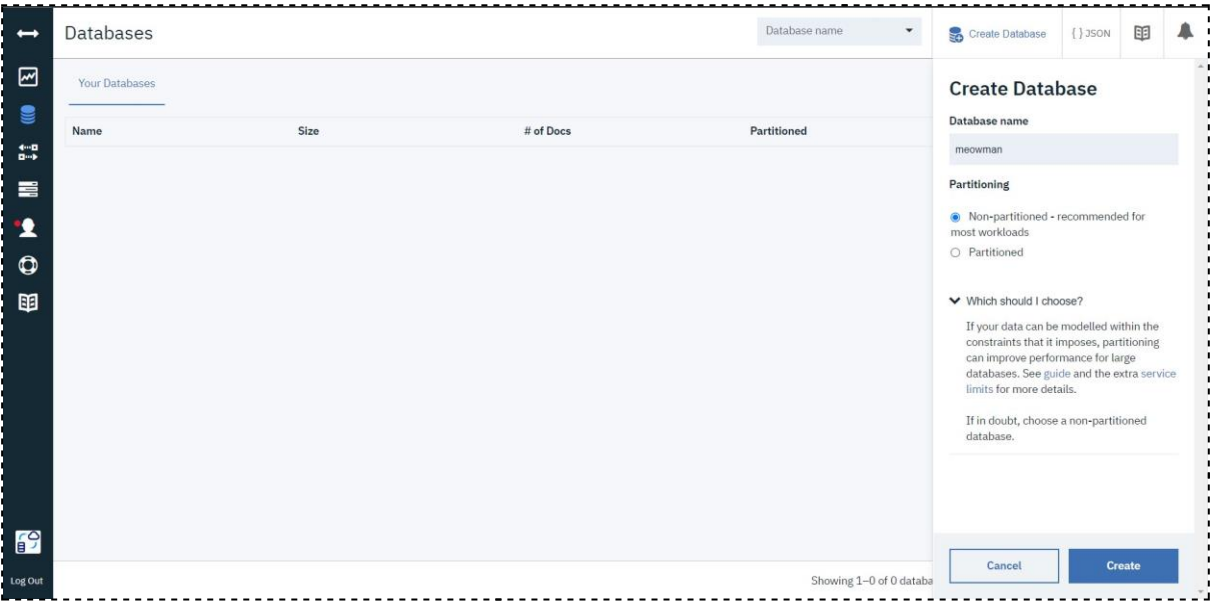 Databases
Database name
Create Database
{ } JSON
Your Databases
Name Size # of Docs Partitioned
Create Database
Database name
meowman
Partitioning
Non-partitioned - recommended for
most workloads
Partitioned
Which should I choose?
If your data can be modelled within the
constraints that it imposes, partitioning
can improve performance for large
databases. See guide and the extra service
limits for more details.
If in doubt, choose a non-partitioned
database.
Cancel
Create
Log Out
Showing 1–0 of 0 databa